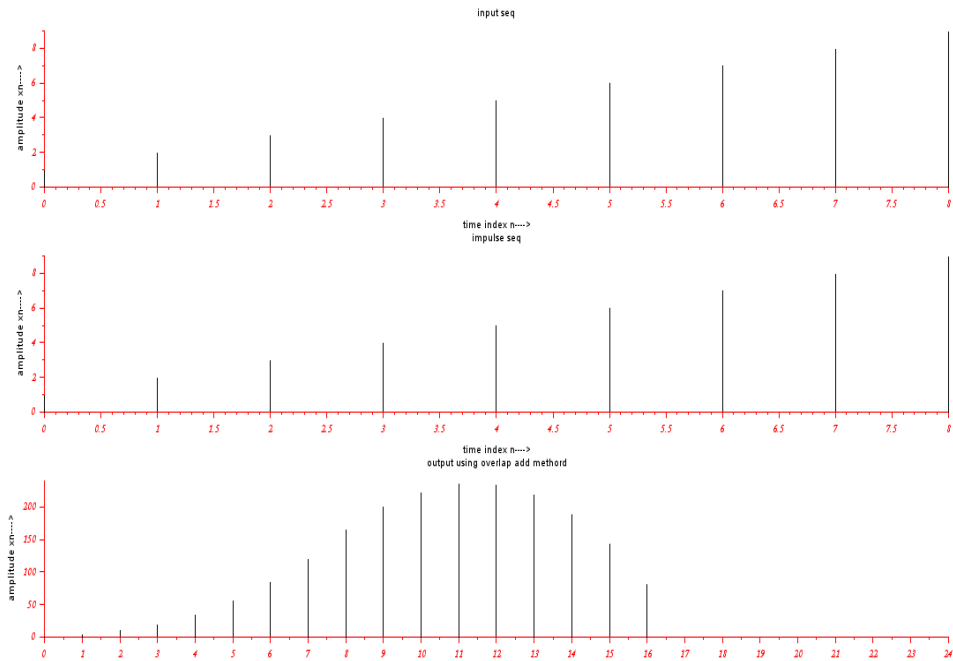 input seq
amplitude xn---->
8
6
4
2
0
0 0.5 1 1.5 2 2.5 3 3.5 4 4.5 5 5.5 6 6.5 7 7.5 8
time index n---->
impulse seq
amplitude xn---->
8
6
4
2
0
0 0.5 1 1.5 2 2.5 3 3.5 4 4.5 5 5.5 6 6.5 7 7.5 8
time index n---->
output using overlap add methord
amplitude xn---->
200
150
100
50
0
0 1 2 3 4 5 6 7 8 9 10 11 12 13 14 15 16 17 18 19 20 21 22 23 24